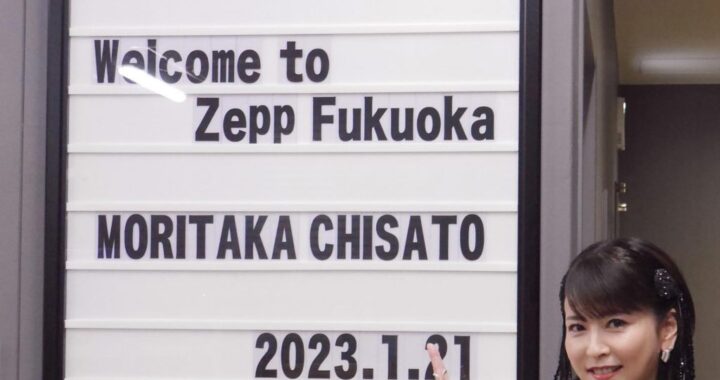 Welcome to
Zepp Fukuoka
MORITAKA CHISATO
2023.1.21